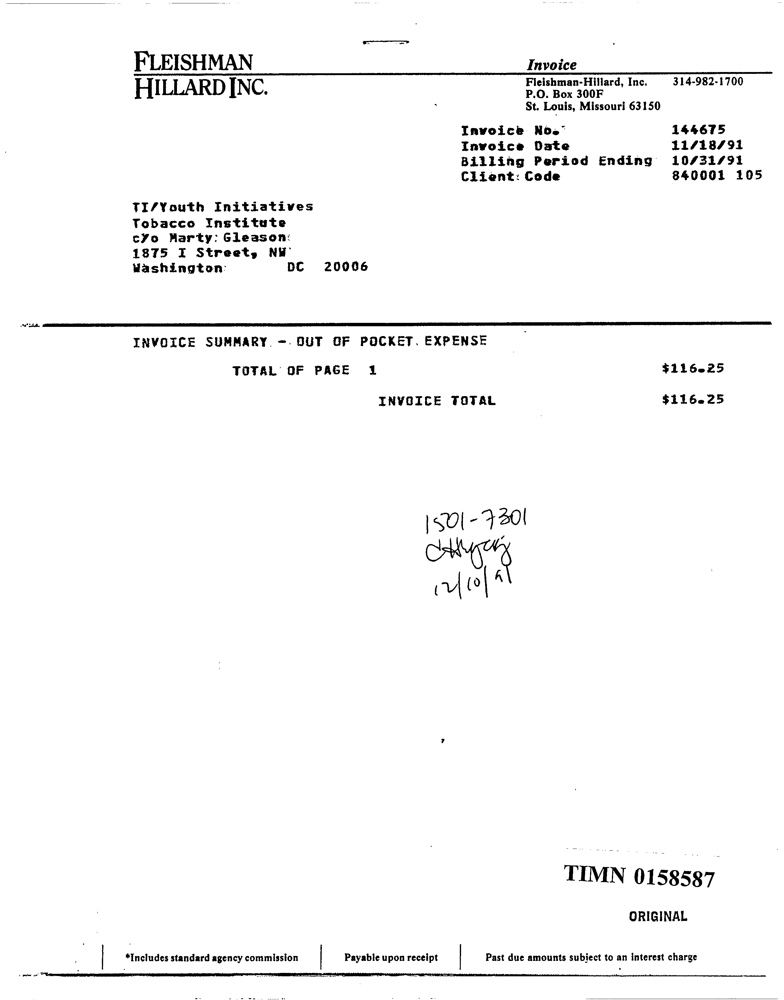 FLEISHMAN
HILLARD INC.
Invoice
Fleishman-Hillard, Inc. 314-982-1700
P.O. Box 300F
St. Louis, Missouri 63150
Invoice No. 144675
Invoice Date 11/18/91
Billing Period Ending 10/31/91
Client Code 840001 105
TI/Youth Initiatives
Tobacco Institute
c/o Marty Gleason
1875 I Street, NW
Washington DC 20006
INVOICE SUMMARY - OUT OF POCKET EXPENSE
TOTAL OF PAGE 1 $116.25
INVOICE TOTAL $116.25
1501-7301
12/10/91
TIMN 0158587
ORIGINAL
*Includes standard agency commission
Payable upon receipt
Past due amounts subject to an interest charge